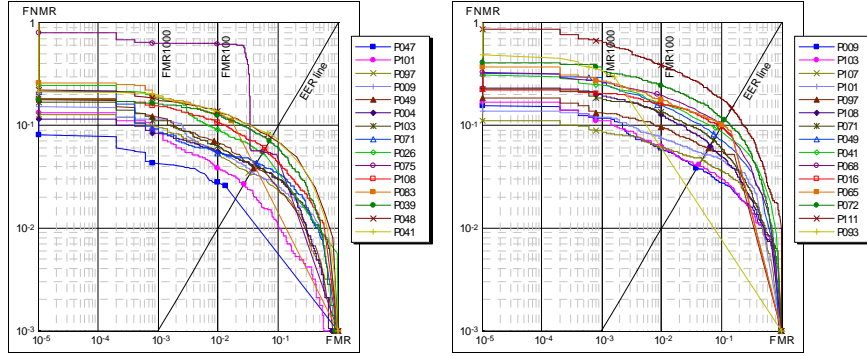 FNMR
1
10-1
10-2
10-3
10-5
10-4
10-3
10-2
10-1
FMR
FMR1000
FMR100
EER line
P047
P101
P097
P009
P049
P004
P103
P071
P026
P075
P108
P083
P039
P048
P041
FNMR
1
10-1
10-2
10-3
10-5
10-4
10-3
10-2
10-1
FMR
FMR1000
FMR100
EER line
P009
P103
P107
P101
P097
P108
P071
P049
P041
P068
P016
P065
P072
P111
P093